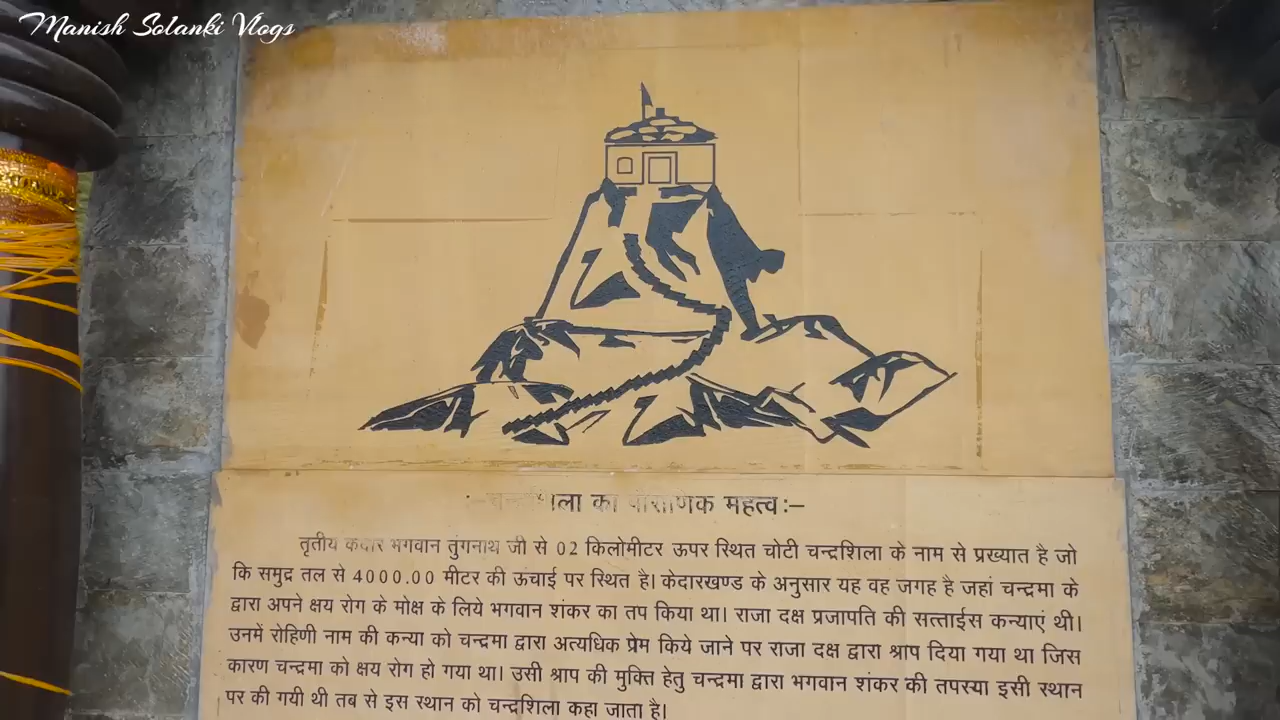 Manish Solanki Vlogs
का पौराणिक महत्व:–
तृतीय केदार भगवान तुंगनाथ जी से 02 किलोमीटर ऊपर स्थित चोटी चन्द्रशिला के नाम से प्रख्यात है जो
कि समुद्र तल से 4000.00 मीटर की ऊंचाई पर स्थित है। केदारखण्ड के अनुसार यह वह जगह है जहां चन्द्रमा के
द्वारा अपने क्षय रोग के मोक्ष के लिये भगवान शंकर का तप किया था। राजा दक्ष प्रजापति की सत्ताईस कन्याएं थी।
उनमें रोहिणी नाम की कन्या को चन्द्रमा द्वारा अत्यधिक प्रेम किये जाने पर राजा दक्ष द्वारा श्राप दिया गया था जिस
कारण चन्द्रमा को क्षय रोग हो गया था। उसी श्राप की मुक्ति हेतु चन्द्रमा द्वारा भगवान शंकर की तपस्या इसी स्थान
पर की गयी थी तब से इस स्थान को चन्द्रशिला कहा जाता है।